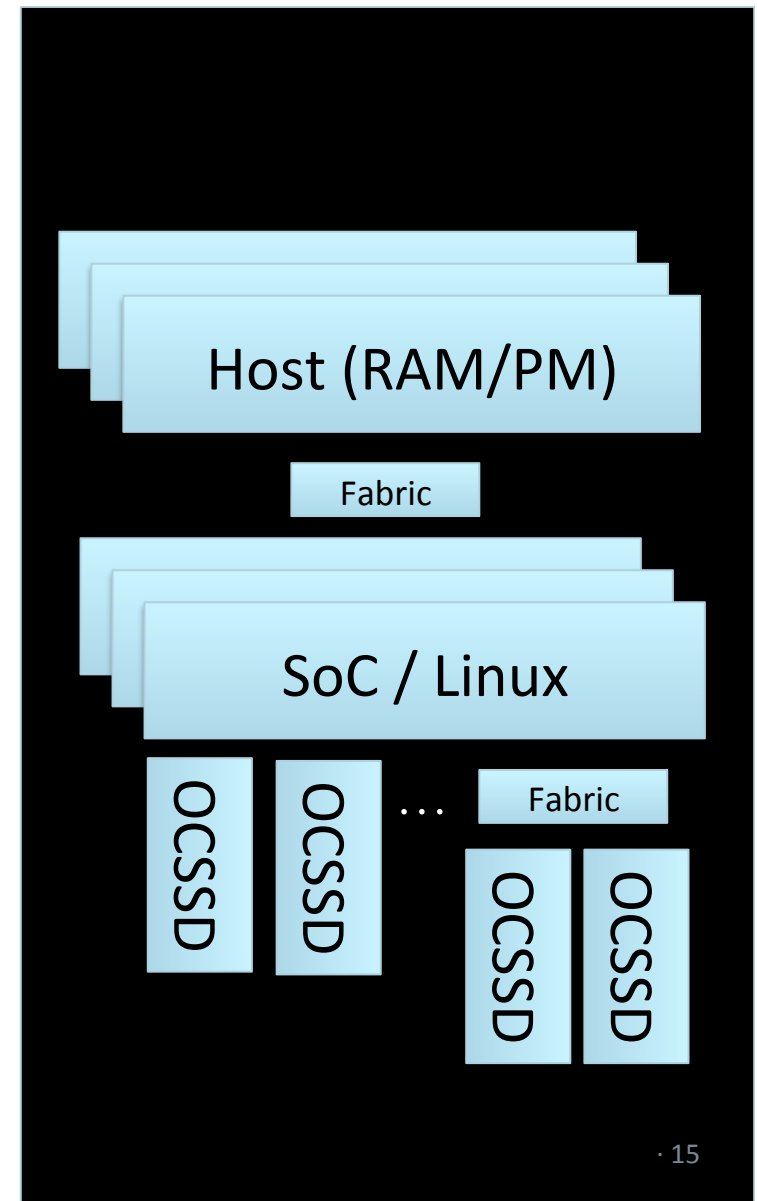 Host (RAM/PM)
Fabric
SoC / Linux
OCSSD
OCSSD
...
Fabric
OCSSD
OCSSD
· 15